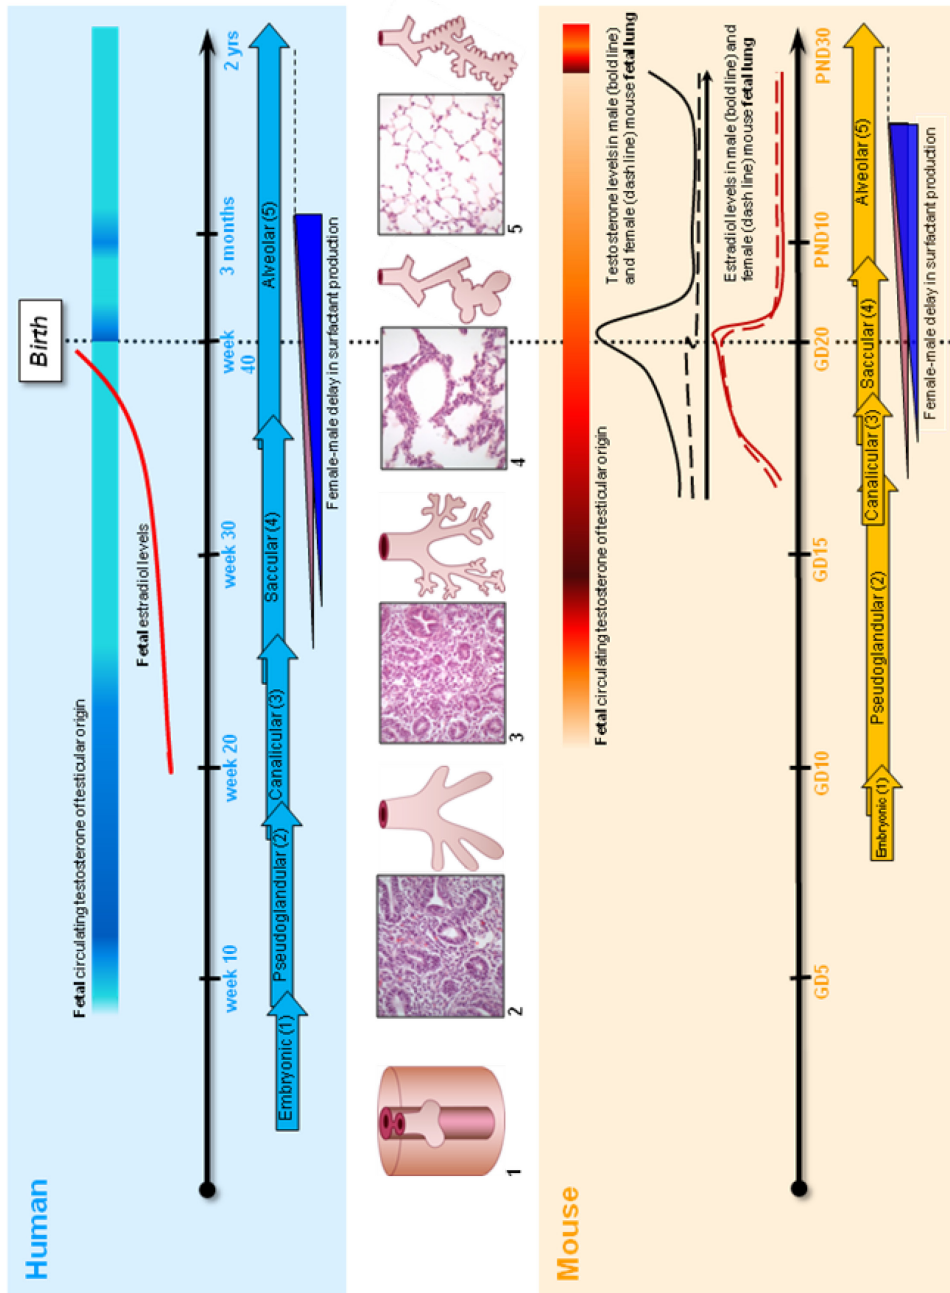 Human
Birth
Fetal circulating testosterone of testicular origin
Fetal estradiol levels
week 10
week 20
week 30
week
40
3 months
2 yrs
Embryonic (1)
Pseudoglandular (2)
Canalicular (3)
Saccular (4)
Alveolar (5)
Female-male delay in surfactant production
1
2
3
4
5
Mouse
Fetal circulating testosterone of testicular origin
Testosterone levels in male (bold line)
and female (dash line) mouse fetal lung
Estradiol levels in male (bold line) and
female (dash line) mouse fetal lung
GD5
GD10
GD15
GD20
PND10
PND30
Embryonic (1)
Pseudoglandular (2)
Canalicular (3)
Saccular (4)
Alveolar (5)
Female-male delay in surfactant production